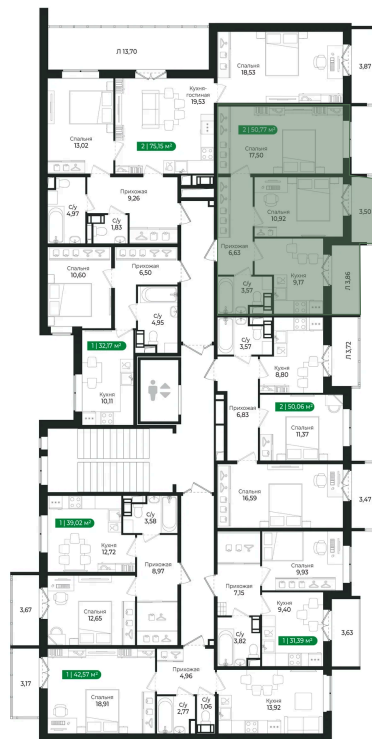 Л 13,70
Спальня
18,53
3,87
Кухня-
гостиная
19,53
Спальня
13,02
2 | 75,15 м²
2 | 50,77 м²
Спальня
17,50
Прихожая
9,26
С/у
4,97
С/у
1,83
Спальня
10,92
3,50
Прихожая
6,63
Кухня
9,17
С/у
3,57
Л 3,86
Спальня
10,60
Прихожая
6,50
С/у
4,95
1 | 32,17 м²
Кухня
10,11
С/у
3,57
Кухня
8,80
Л 3,72
Прихожая
6,83
2 | 50,06 м²
Спальня
11,37
Спальня
16,59
3,47
1 | 39,02 м²
С/у
3,58
Кухня
12,72
Прихожая
8,97
Спальня
9,93
Прихожая
7,15
Кухня
9,40
3,67
Спальня
12,65
С/у
3,82
1 | 31,39 м²
3,63
3,17
1 | 42,57 м²
Спальня
18,91
Прихожая
4,96
С/у
2,77
С/у
1,06
Кухня
13,92